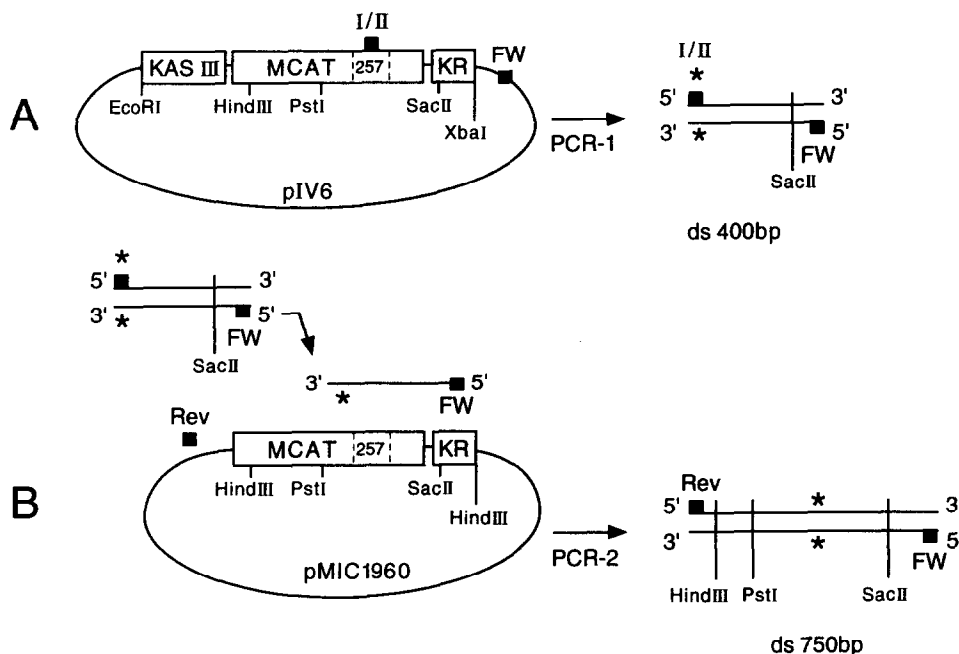 A
I/II
KAS III MCAT 257 KR FW
EcoRI HindIII PstI SacII XbaI
pIV6
PCR-1
I/II
*
5' 3'
3' * 5'
FW
SacII
ds 400bp
*
5' 3'
3' * 5'
FW
SacII
3' * 5'
FW
B
Rev
MCAT 257 KR
HindIII PstI SacII HindIII
pMIC1960
PCR-2
Rev
5' * 3
3' * 5
FW
HindIII PstI SacII
ds 750bp